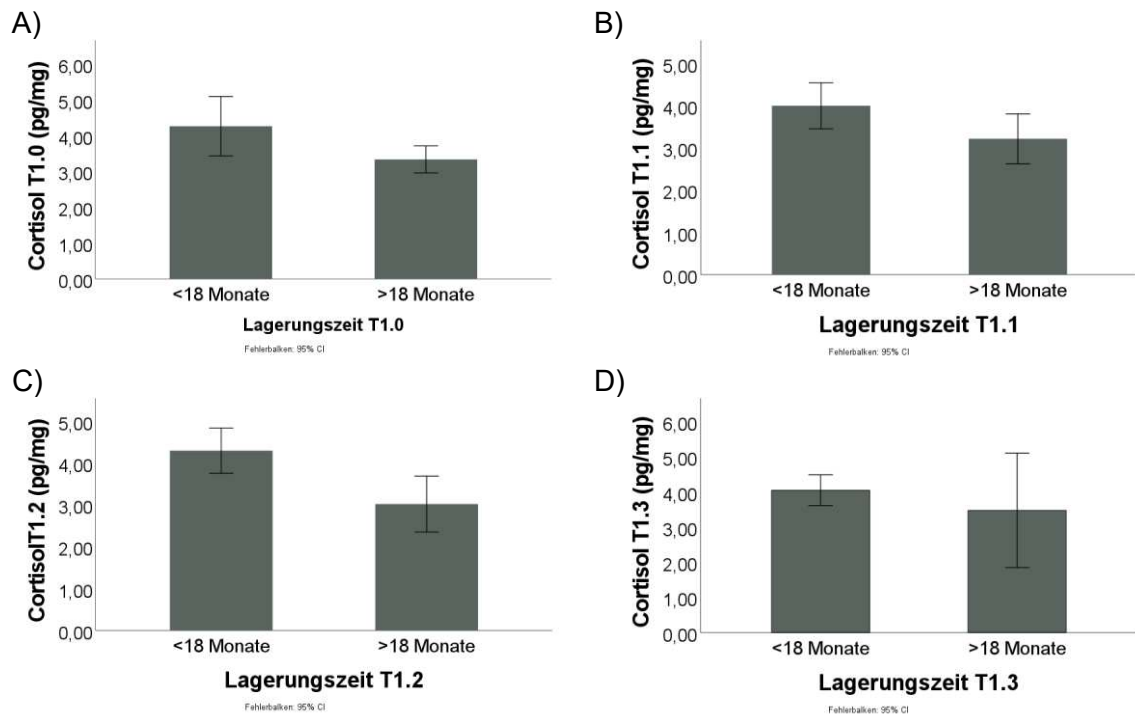 A)
Cortisol T1.0 (pg/mg)
6,00
5,00
4,00
3,00
2,00
1,00
0,00
<18 Monate >18 Monate
Lagerungszeit T1.0
Fehlerbalken: 95% CI
B)
Cortisol T1.1 (pg/mg)
5,00
4,00
3,00
2,00
1,00
0,00
<18 Monate >18 Monate
Lagerungszeit T1.1
Fehlerbalken: 95% CI
C)
CortisolT1.2 (pg/mg)
5,00
4,00
3,00
2,00
1,00
0,00
<18 Monate >18 Monate
Lagerungszeit T1.2
Fehlerbalken: 95% CI
D)
Cortisol T1.3 (pg/mg)
6,00
5,00
4,00
3,00
2,00
1,00
0,00
<18 Monate >18 Monate
Lagerungszeit T1.3
Fehlerbalken: 95% CI